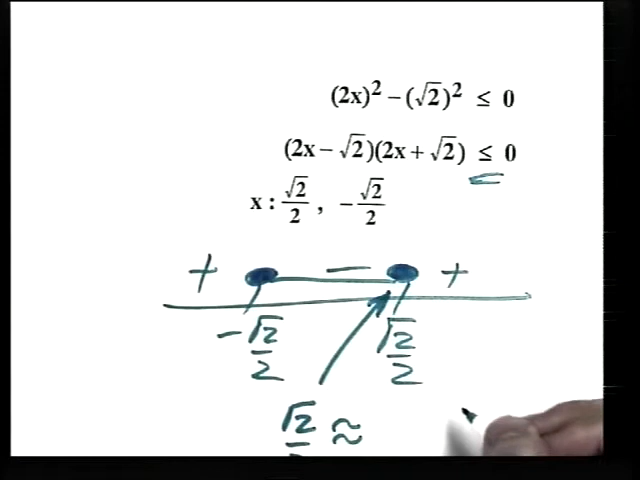 (2x)² − (√2)² ≤ 0
(2x − √2)(2x + √2) ≤ 0
x : √2/2 , − √2/2
+ − +
− √2/2 √2/2
√2/2 ≈